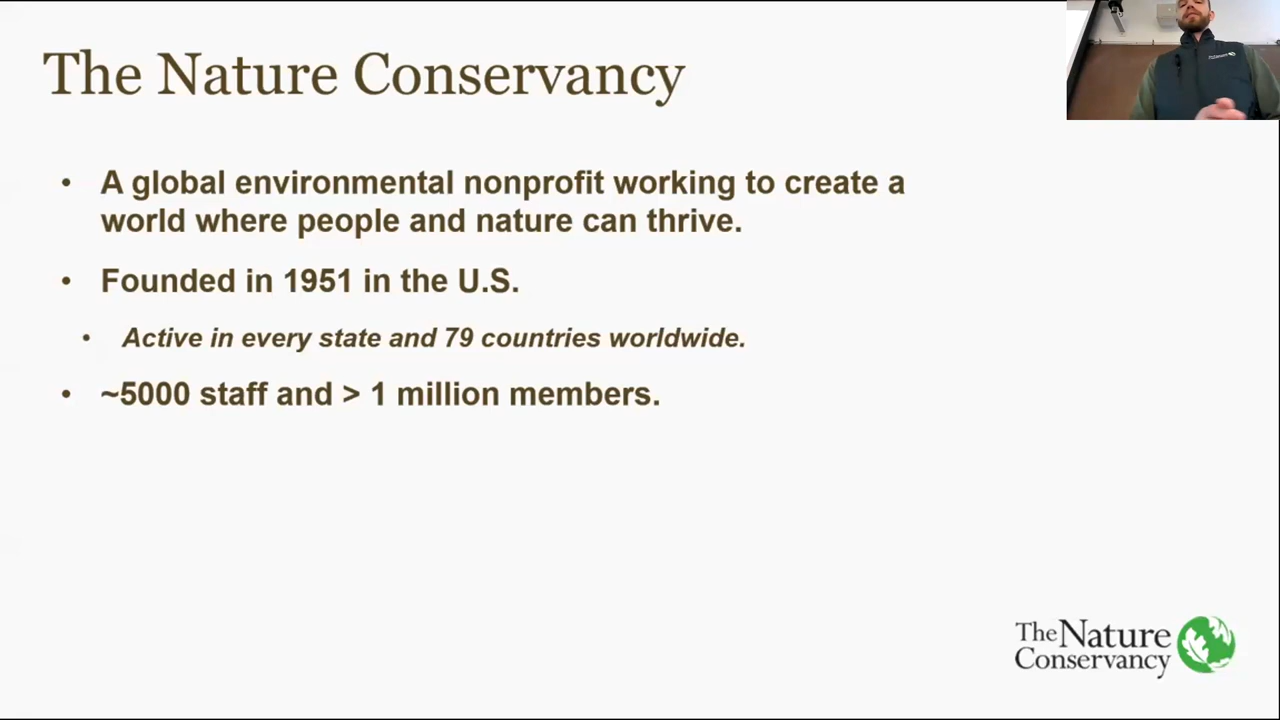 The Nature Conservancy
• A global environmental nonprofit working to create a
world where people and nature can thrive.
• Founded in 1951 in the U.S.
• Active in every state and 79 countries worldwide.
• ~5000 staff and > 1 million members.
The Nature
Conservancy